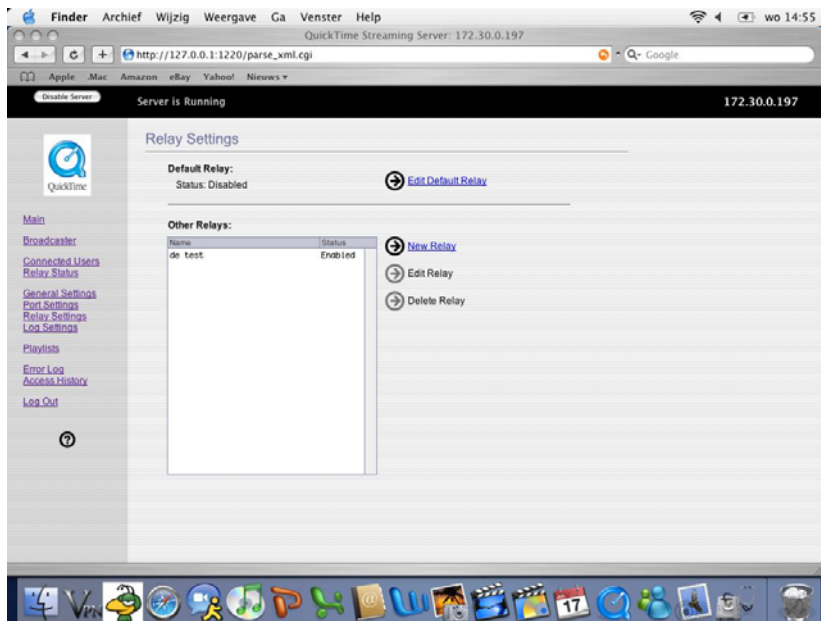 Finder Archief Wijzig Weergave Ga Venster Help wo 14:55
QuickTime Streaming Server: 172.30.0.197
http://127.0.0.1:1220/parse_xml.cgi Q- Google
Apple .Mac Amazon eBay Yahoo! Nieuws
Disable Server Server is Running 172.30.0.197
Relay Settings
QuickTime
Default Relay:
Status: Disabled
Edit Default Relay
Main
Broadcaster
Connected Users
Relay Status
General Settings
Port Settings
Relay Settings
Log Settings
Playlists
Error Log
Access History
Log Out
?
Other Relays:
Name Status
de test Enabled
New Relay
Edit Relay
Delete Relay
VPN
17